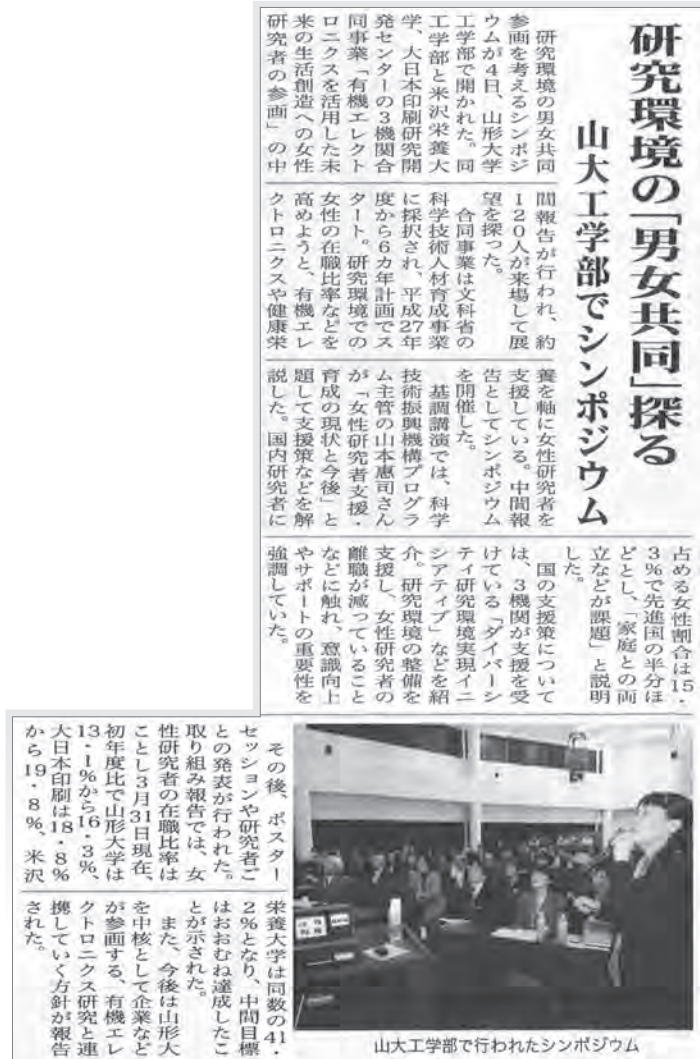 研究環境の「男女共同」探る
山大工学部でシンポジウム
研究環境の男女共同
参画を考えるシンポジ
ウムが4日、山形大学
工学部で開かれた。同
工学部と米沢栄養大
学、大日本印刷研究開
発センターの3機関合
同事業「有機エレクト
ロニクスを活用した未
来の生活創造への女性
研究者の参画」の中
間報告が行われ、約
120人が来場して展
望を探った。
合同事業は文科省の
科学技術人材育成事業
に採択され、平成27年
度から6カ年計画でス
タート。研究環境での
女性の在職比率などを
高めようと、有機エレ
クトロニクスや健康栄
養を軸に女性研究者を
支援している。中間報
告としてシンポジウム
を開催した。
基調講演では、科学
技術振興機構プログラ
ム主管の山本恵司さん
が「女性研究者支援・
育成の現状と今後」と
題して支援策などを解
説した。国内研究者に
占める女性割合は15・
3%で先進国の半分ほ
どとし、「家庭との両
立などが課題」と説明
した。
国の支援策について
は、3機関が支援を受
けている「ダイバーシ
ティ研究環境実現イニ
シアティブ」などを紹
介。研究環境の整備を
支援し、女性研究者の
離職が減っていること
などに触れ、意識向上
やサポートの重要性を
強調していた。
その後、ポスター
セッションや研究者ご
との発表が行われた。
取り組み報告では、女
性研究者の在職比率は
ことし3月31日現在、
初年度比で山形大学は
13・1%から16・3%、
大日本印刷は18・8%
から19・8%、米沢
栄養大学は同数の41・
2%となり、中間目標
はおおむね達成したこ
とが示された。
また、今後は山形大
を中核として企業など
が参画する、有機エレ
クトロニクス研究と連
携していく方針が報告
された。
山大工学部で行われたシンポジウム